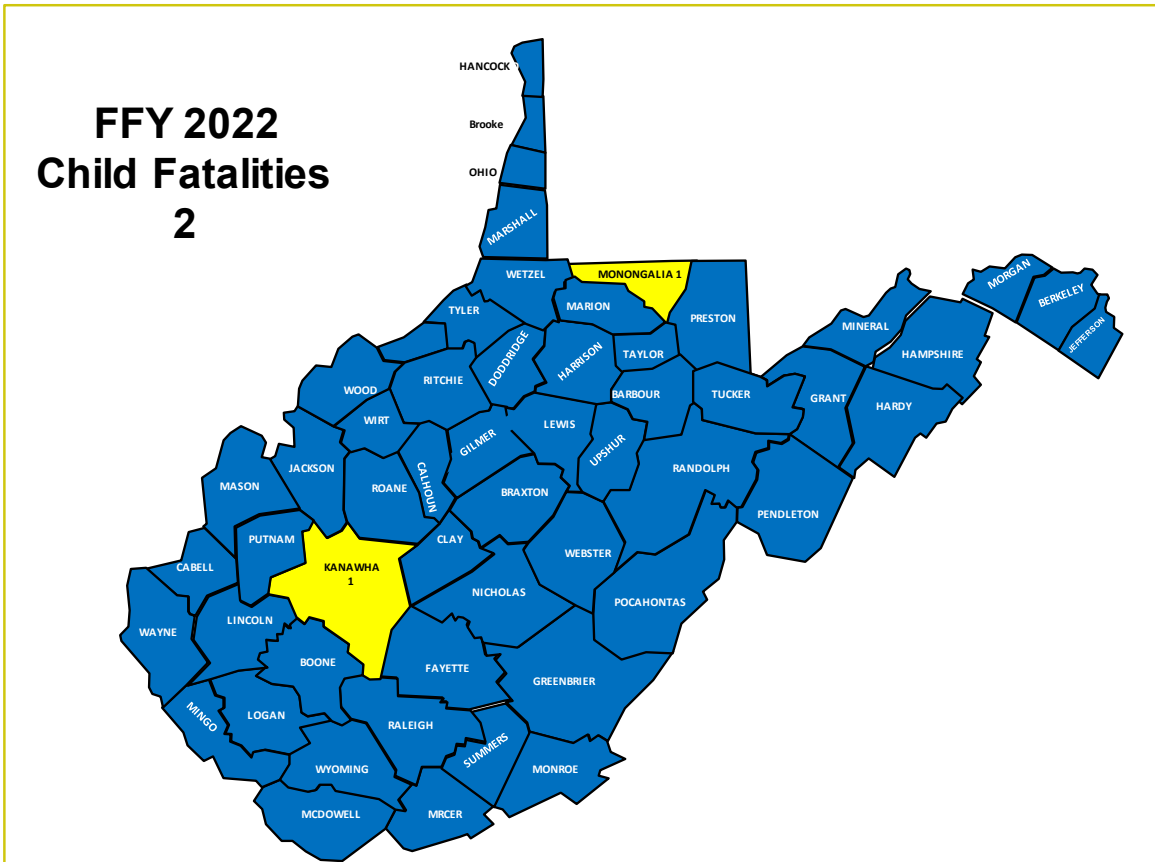 FFY 2022
Child Fatalities
2
HANCOCK
Brooke
OHIO
MARSHALL
WETZEL
MONONGALIA 1
MORGAN
BERKELEY
JEFFERSON
TYLER
MARION
PRESTON
MINERAL
HAMPSHIRE
DODDRIDGE
HARRISON
TAYLOR
WOOD
RITCHIE
BARBOUR
TUCKER
GRANT
HARDY
WIRT
GILMER
LEWIS
UPSHUR
JACKSON
CALHOUN
RANDOLPH
MASON
ROANE
BRAXTON
PENDLETON
PUTNAM
CLAY
WEBSTER
CABELL
KANAWHA
1
NICHOLAS
POCAHONTAS
WAYNE
LINCOLN
BOONE
FAYETTE
GREENBRIER
MINGO
LOGAN
RALEIGH
SUMMERS
WYOMING
MONROE
MCDOWELL
MRCER